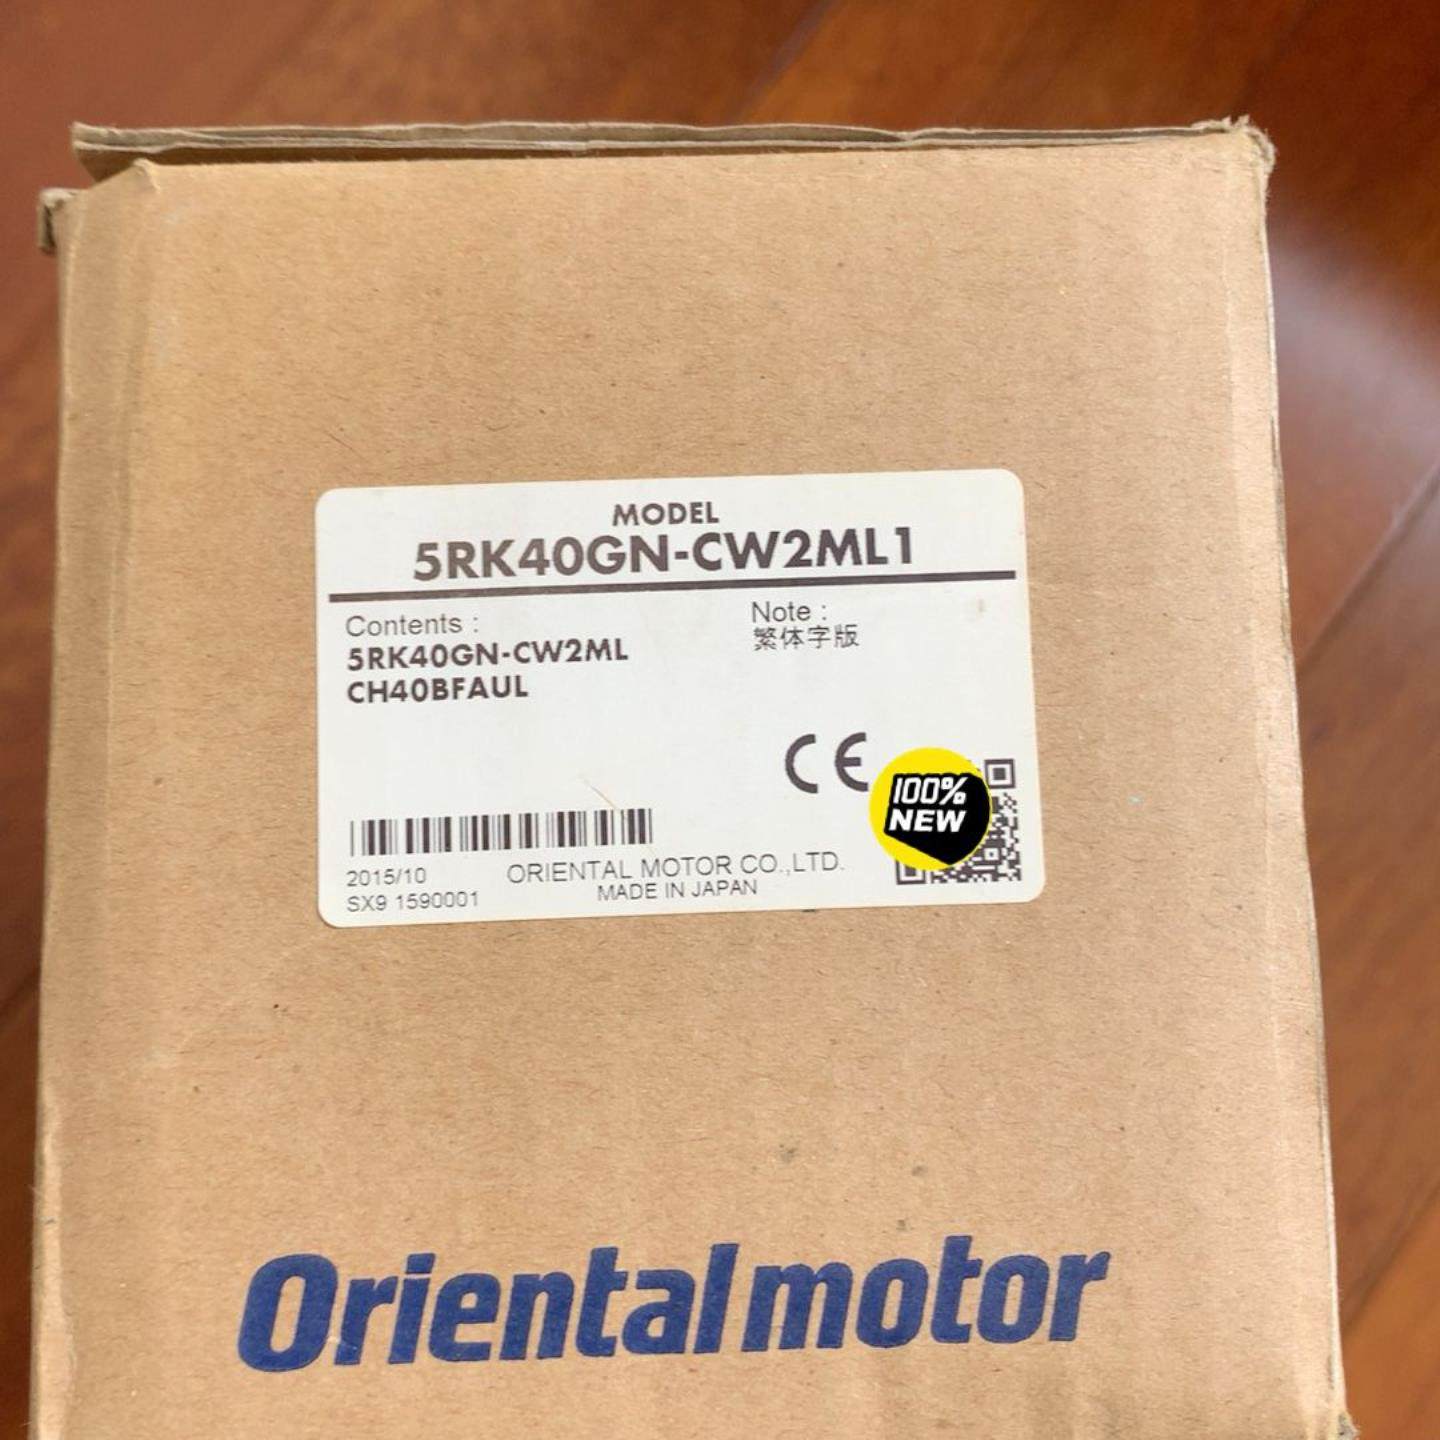 MODEL
5RK40GN-CW2ML1
Contents :
5RK40GN-CW2ML
CH40BFAUL
Note :
繁体字版
CE
100%
NEW
2015/10
SX9 1590001
ORIENTAL MOTOR CO.,LTD.
MADE IN JAPAN
Orientalmotor